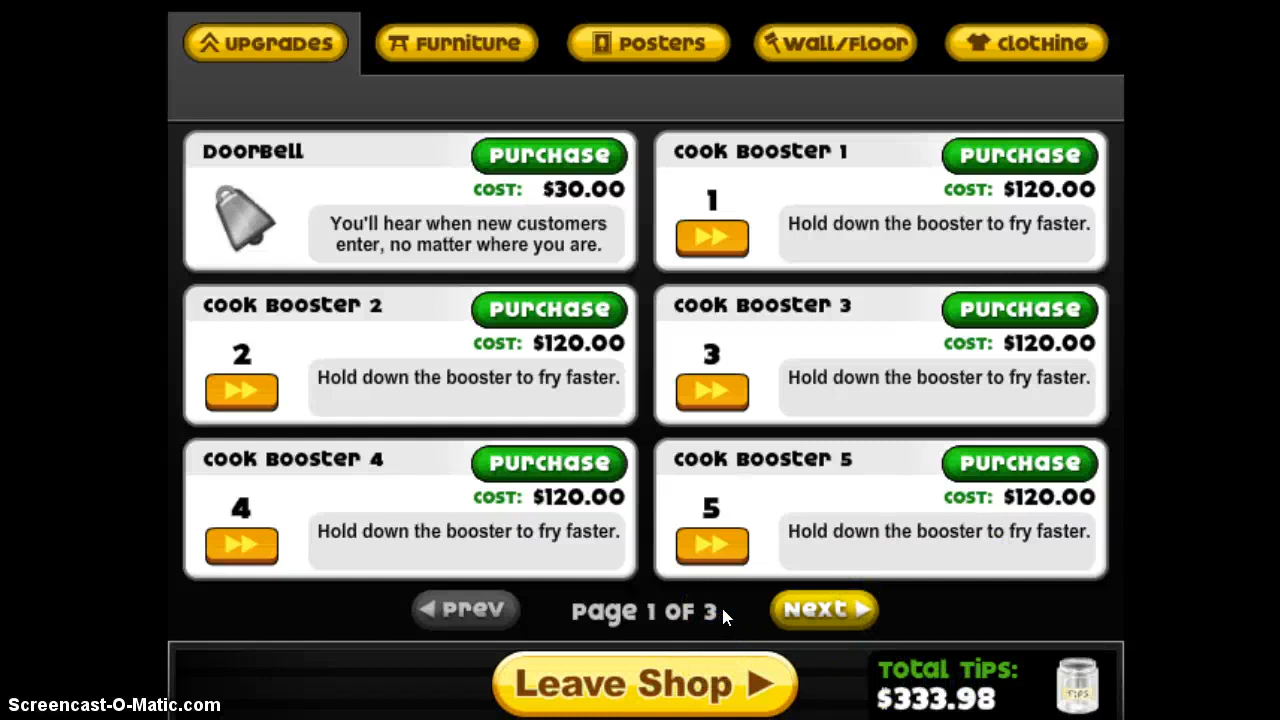 UPGRADES
FURNITURE
POSTERS
WALL/FLOOR
CLOTHING
DOORBELL
PURCHASE
COST: $30.00
You'll hear when new customers
enter, no matter where you are.
COOK BOOSTER 1
PURCHASE
COST: $120.00
1
Hold down the booster to fry faster.
COOK BOOSTER 2
PURCHASE
COST: $120.00
2
Hold down the booster to fry faster.
COOK BOOSTER 3
PURCHASE
COST: $120.00
3
Hold down the booster to fry faster.
COOK BOOSTER 4
PURCHASE
COST: $120.00
4
Hold down the booster to fry faster.
COOK BOOSTER 5
PURCHASE
COST: $120.00
5
Hold down the booster to fry faster.
PREV
Page 1 OF 3
Next
Leave Shop
Total Tips:
$333.98
TIPS
Screencast-O-Matic.com